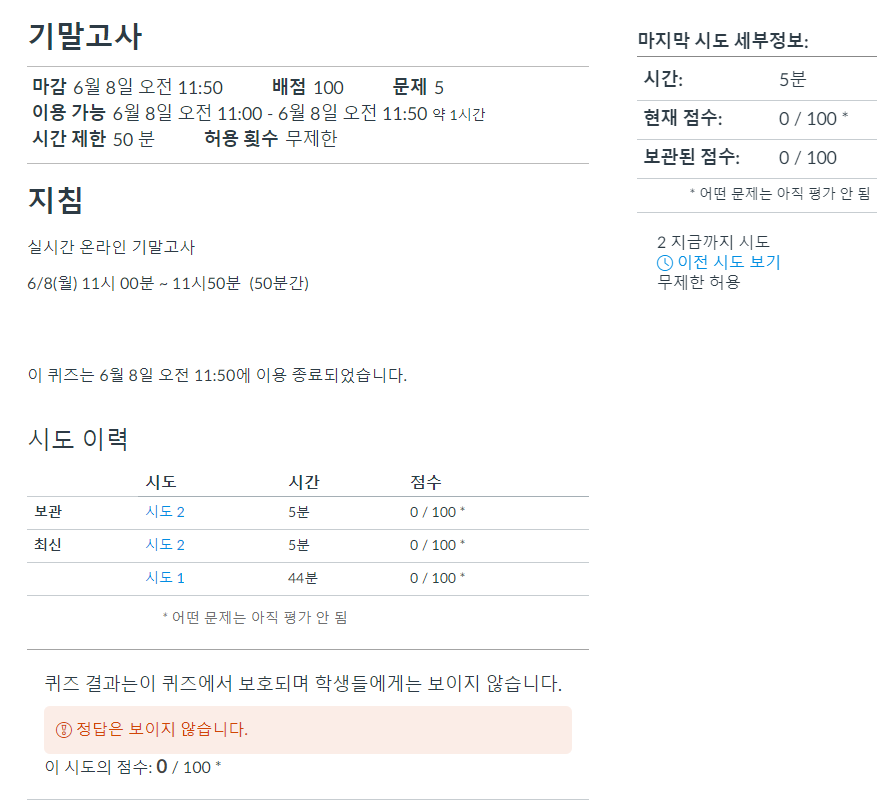 기말고사
마감 6월 8일 오전 11:50 배점 100 문제 5
이용 가능 6월 8일 오전 11:00 - 6월 8일 오전 11:50 약 1시간
시간 제한 50 분 허용 횟수 무제한
지침
실시간 온라인 기말고사
6/8(월) 11시 00분 ~ 11시50분 (50분간)
이 퀴즈는 6월 8일 오전 11:50에 이용 종료되었습니다.
시도 이력
시도 시간 점수
보관 시도 2 5분 0 / 100 *
최신 시도 2 5분 0 / 100 *
시도 1 44분 0 / 100 *
* 어떤 문제는 아직 평가 안 됨
퀴즈 결과는이 퀴즈에서 보호되며 학생들에게는 보이지 않습니다.
정답은 보이지 않습니다.
이 시도의 점수: 0 / 100 *
마지막 시도 세부정보:
시간: 5분
현재 점수: 0 / 100 *
보관된 점수: 0 / 100
* 어떤 문제는 아직 평가 안 됨
2 지금까지 시도
이전 시도 보기
무제한 허용